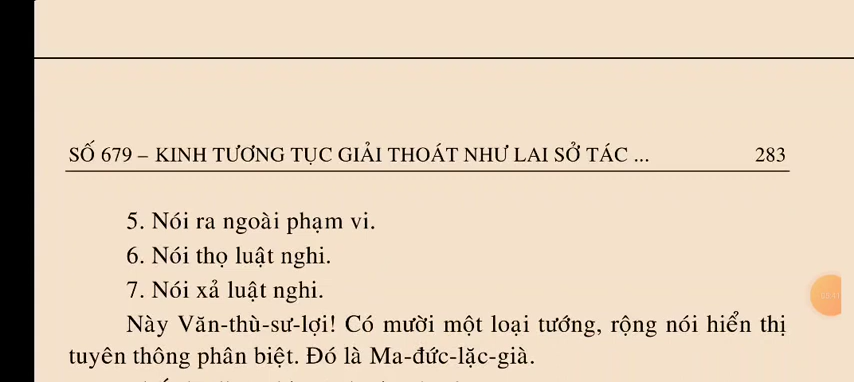 SỐ 679 – KINH TƯƠNG TỤC GIẢI THOÁT NHƯ LAI SỞ TÁC ... 283
5. Nói ra ngoài phạm vi.
6. Nói thọ luật nghi.
7. Nói xả luật nghi.
Này Văn-thù-sư-lợi! Có mười một loại tướng, rộng nói hiển thị
tuyên thông phân biệt. Đó là Ma-đức-lặc-già.